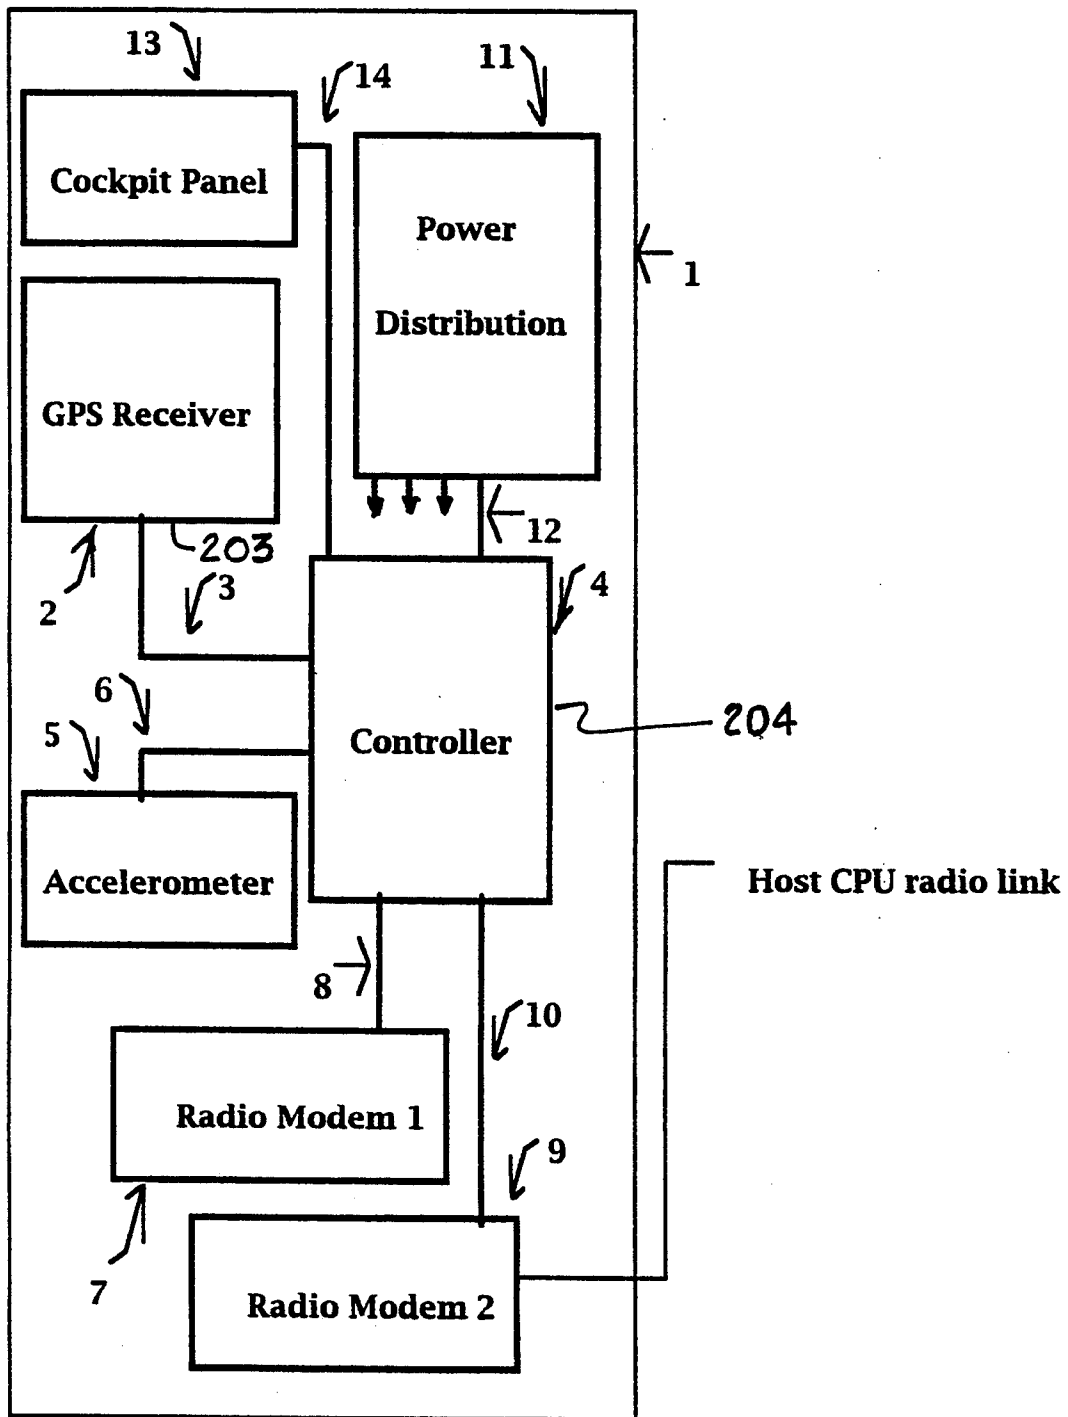 13
14
11
Cockpit Panel
Power
Distribution
1
GPS Receiver
12
203
3
2
4
6
5
204
Controller
Accelerometer
Host CPU radio link
8
10
Radio Modem 1
9
7
Radio Modem 2